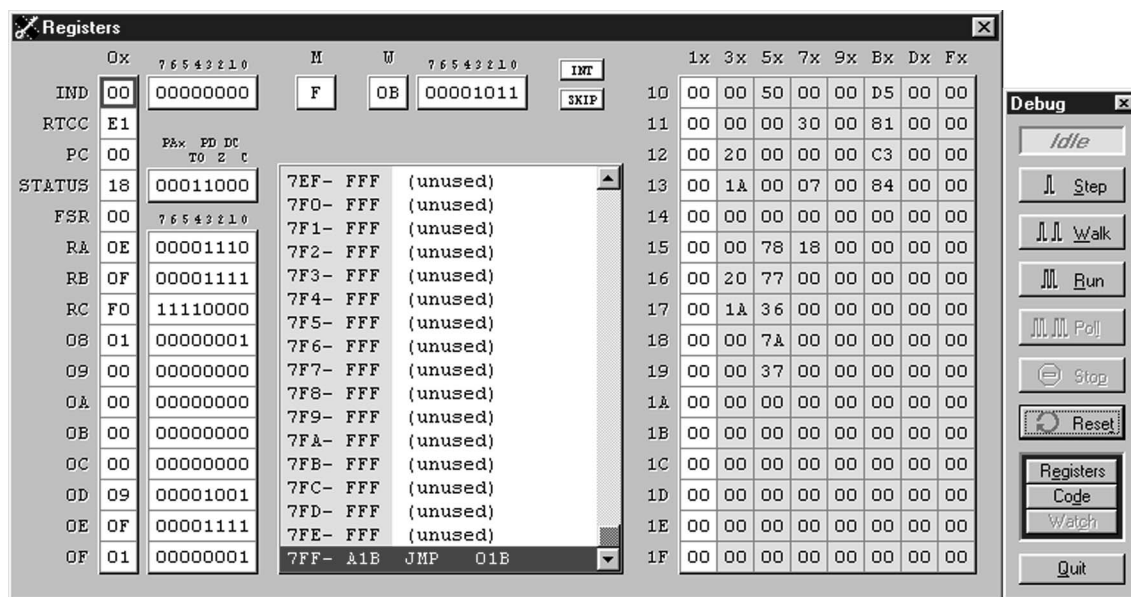 Registers
0x 7 6 5 4 3 2 1 0 M W 7 6 5 4 3 2 1 0 INT SKIP
IND 00 00000000 F 0B 00001011
RTCC E1
PAx PD DC
TO Z C
PC 00
STATUS 18 00011000
FSR 00 7 6 5 4 3 2 1 0
RA 0E 00001110
RB 0F 00001111
RC F0 11110000
08 01 00000001
09 00 00000000
0A 00 00000000
0B 00 00000000
0C 00 00000000
0D 09 00001001
0E 0F 00001111
0F 01 00000001
7EF- FFF (unused)
7F0- FFF (unused)
7F1- FFF (unused)
7F2- FFF (unused)
7F3- FFF (unused)
7F4- FFF (unused)
7F5- FFF (unused)
7F6- FFF (unused)
7F7- FFF (unused)
7F8- FFF (unused)
7F9- FFF (unused)
7FA- FFF (unused)
7FB- FFF (unused)
7FC- FFF (unused)
7FD- FFF (unused)
7FE- FFF (unused)
7FF- A1B JMP 01B
1x 3x 5x 7x 9x Bx Dx Fx
10 00 00 50 00 00 D5 00 00
11 00 00 00 30 00 81 00 00
12 00 20 00 00 00 C3 00 00
13 00 1A 00 07 00 84 00 00
14 00 00 00 00 00 00 00 00
15 00 00 78 18 00 00 00 00
16 00 20 77 00 00 00 00 00
17 00 1A 36 00 00 00 00 00
18 00 00 7A 00 00 00 00 00
19 00 00 37 00 00 00 00 00
1A 00 00 00 00 00 00 00 00
1B 00 00 00 00 00 00 00 00
1C 00 00 00 00 00 00 00 00
1D 00 00 00 00 00 00 00 00
1E 00 00 00 00 00 00 00 00
1F 00 00 00 00 00 00 00 00
Debug
Idle
Step
Walk
Run
Poll
Stop
Reset
Registers
Code
Watch
Quit